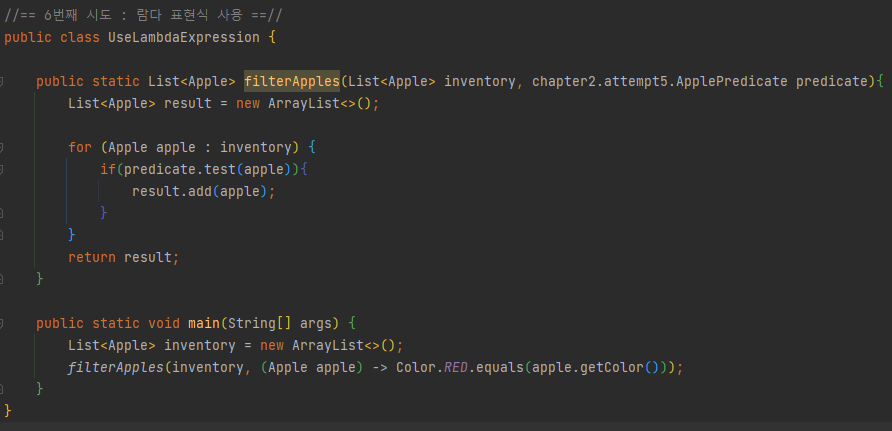 //== 6번째 시도 : 람다 표현식 사용 ==//
public class UseLambdaExpression {
public static List<Apple> filterApples(List<Apple> inventory, chapter2.attempt5.ApplePredicate predicate){
List<Apple> result = new ArrayList<>();
for (Apple apple : inventory) {
if(predicate.test(apple)){
result.add(apple);
}
}
return result;
}
public static void main(String[] args) {
List<Apple> inventory = new ArrayList<>();
filterApples(inventory, (Apple apple) -> Color.RED.equals(apple.getColor()));
}
}